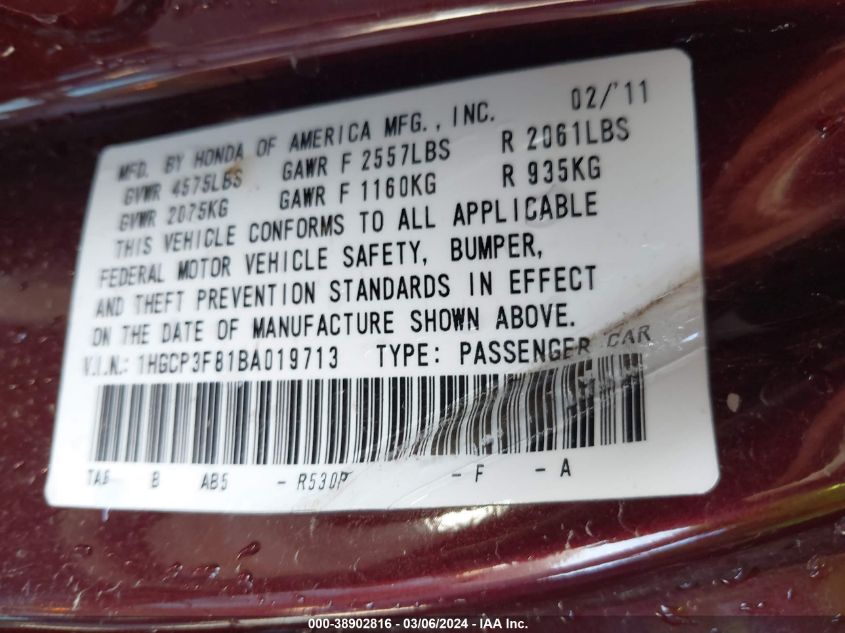 MFD. BY HONDA OF AMERICA MFG., INC. 02/'11
GVWR 4575LBS GAWR F 2557LBS R 2061LBS
GVWR 2075KG GAWR F 1160KG R 935KG
THIS VEHICLE CONFORMS TO ALL APPLICABLE
FEDERAL MOTOR VEHICLE SAFETY, BUMPER,
AND THEFT PREVENTION STANDARDS IN EFFECT
ON THE DATE OF MANUFACTURE SHOWN ABOVE.
V.I.N.: 1HGCP3F81BA019713 TYPE: PASSENGER CAR
B AB5 -R530P -F -A
000-38902816 - 03/06/2024 - IAA Inc.